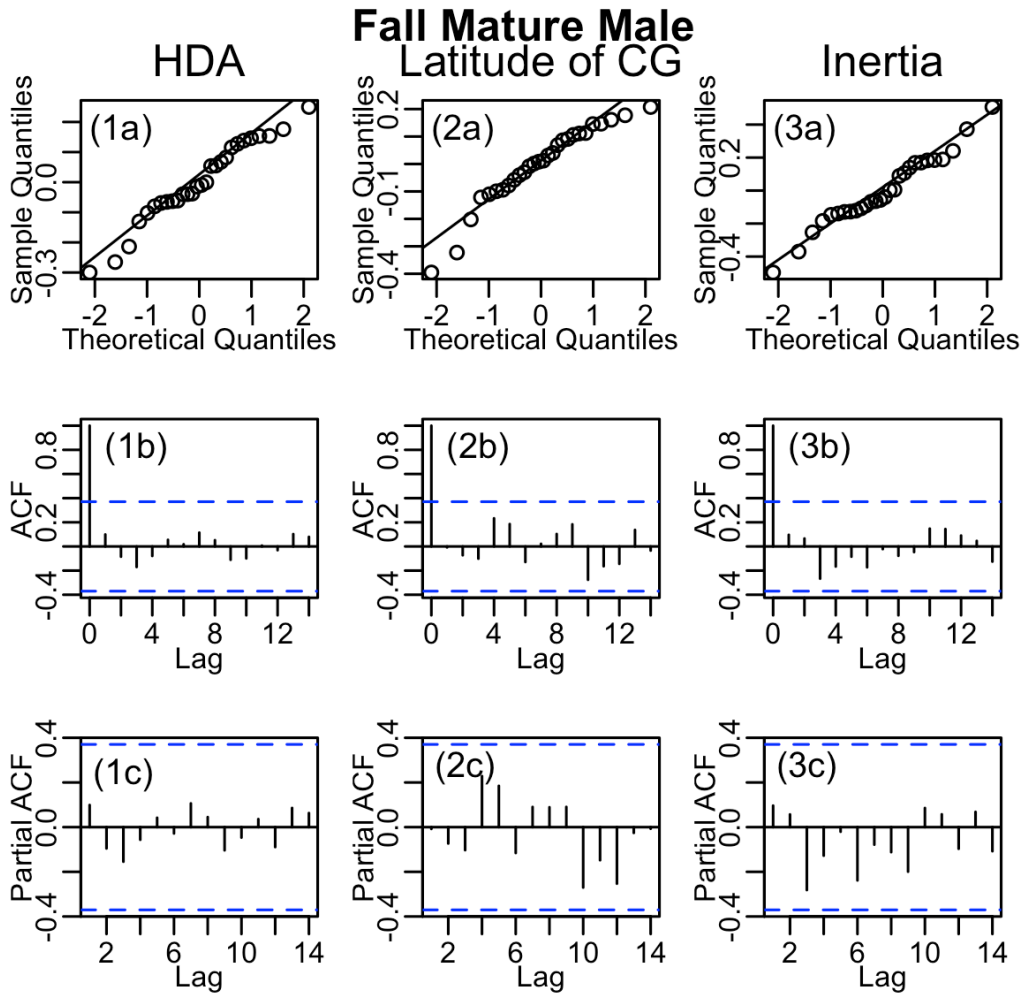 Fall Mature Male
HDA
Latitude of CG
Inertia
Sample Quantiles
-0.3 0.0
(1a)
-2 -1 0 1 2
Theoretical Quantiles
Sample Quantiles
-0.4 -0.1 0.2
(2a)
-2 -1 0 1 2
Theoretical Quantiles
Sample Quantiles
-0.4 0.2
(3a)
-2 -1 0 1 2
Theoretical Quantiles
ACF
-0.4 0.2 0.8
(1b)
0 4 8 12
Lag
ACF
-0.4 0.2 0.8
(2b)
0 4 8 12
Lag
ACF
-0.4 0.2 0.8
(3b)
0 4 8 12
Lag
Partial ACF
-0.4 0.0 0.4
(1c)
2 6 10 14
Lag
Partial ACF
-0.4 0.0 0.4
(2c)
2 6 10 14
Lag
Partial ACF
-0.4 0.0 0.4
(3c)
2 6 10 14
Lag